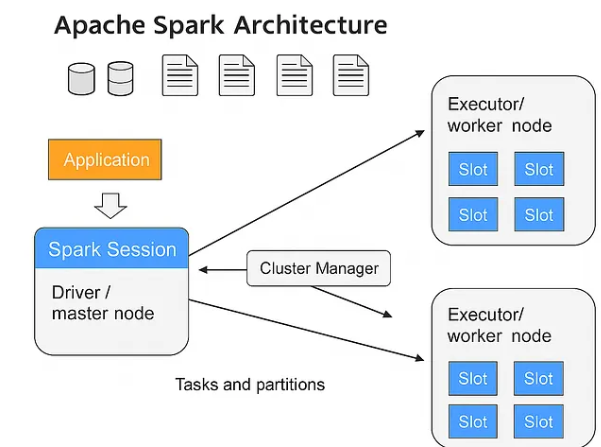 Apache Spark Architecture
Application
Spark Session
Driver /
master node
Cluster Manager
Tasks and partitions
Executor/
worker node
Slot Slot
Slot Slot
Executor/
worker node
Slot Slot
Slot Slot